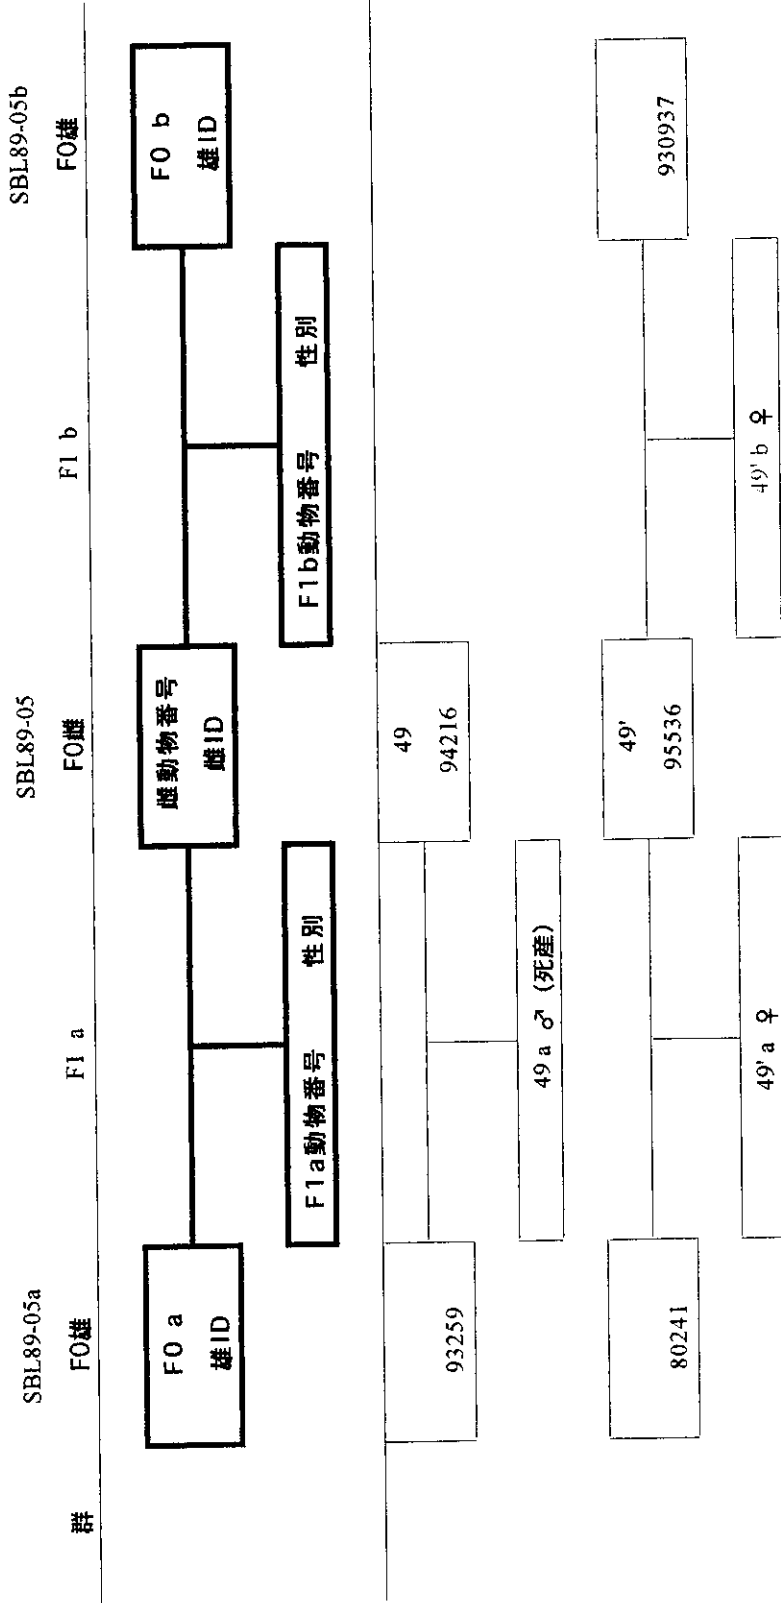 SBL89-05a SBL89-05 SBL89-05b
群 F0雄 F1 a F0雌 F1 b F0雄
F0 a
雄ID
雌動物番号
雌ID
F0 b
雄ID
F1a動物番号 性別
F1b動物番号 性別
93259
49
94216
49 a ♂ (死産)
80241
49'
95536
930937
49' a ♀
49' b ♀